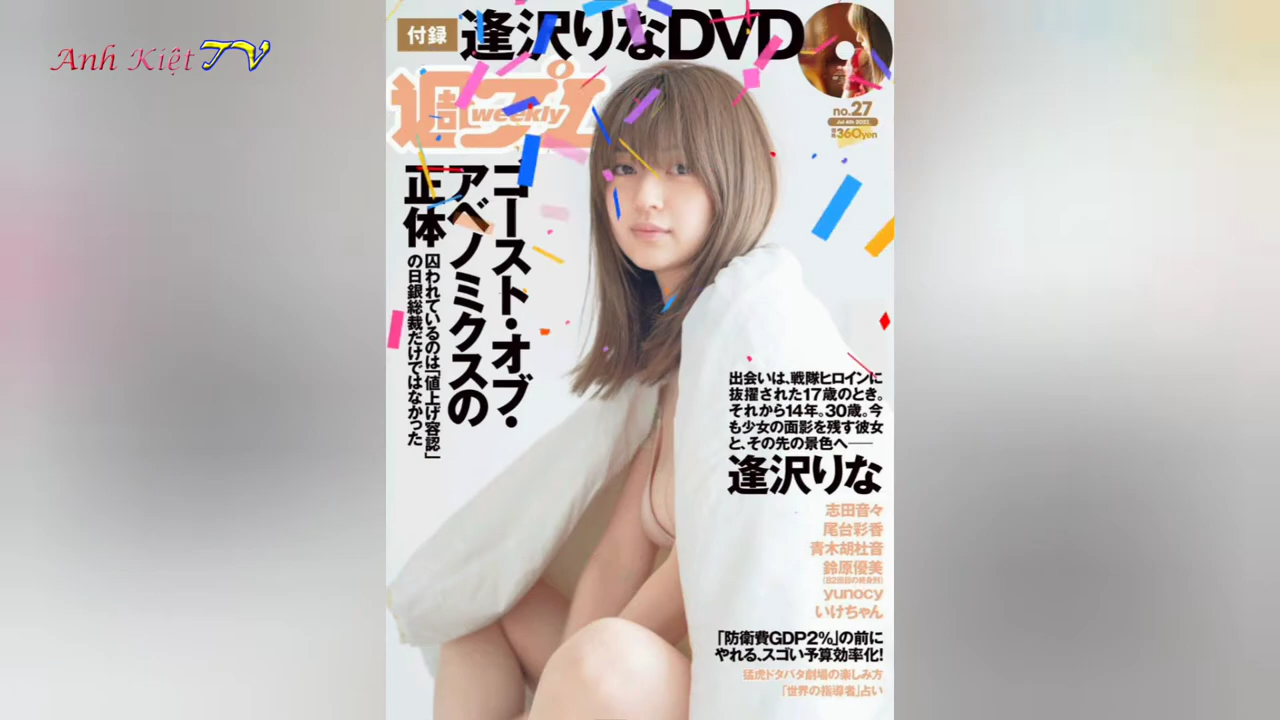 Anh Kiệt TV
付録 逢沢りなDVD
週プレ
weekly
no.27
Jul 4th 2022
360yen
ゴースト・オブ・
アベノミクスの
正体
囚われているのは「値上げ容認」
の日銀総裁だけではなかった
出会いは、戦隊ヒロインに
抜擢された17歳のとき。
それから14年。30歳。今
も少女の面影を残す彼女
と、その先の景色へ──
逢沢りな
志田音々
尾台彩香
青木胡杜音
鈴原優美
yunocy
いけちゃん
「防衛費GDP2%」の前に
やれる、スゴい予算効率化!
猛虎ドタバタ劇場の楽しみ方
「世界の指導者」占い